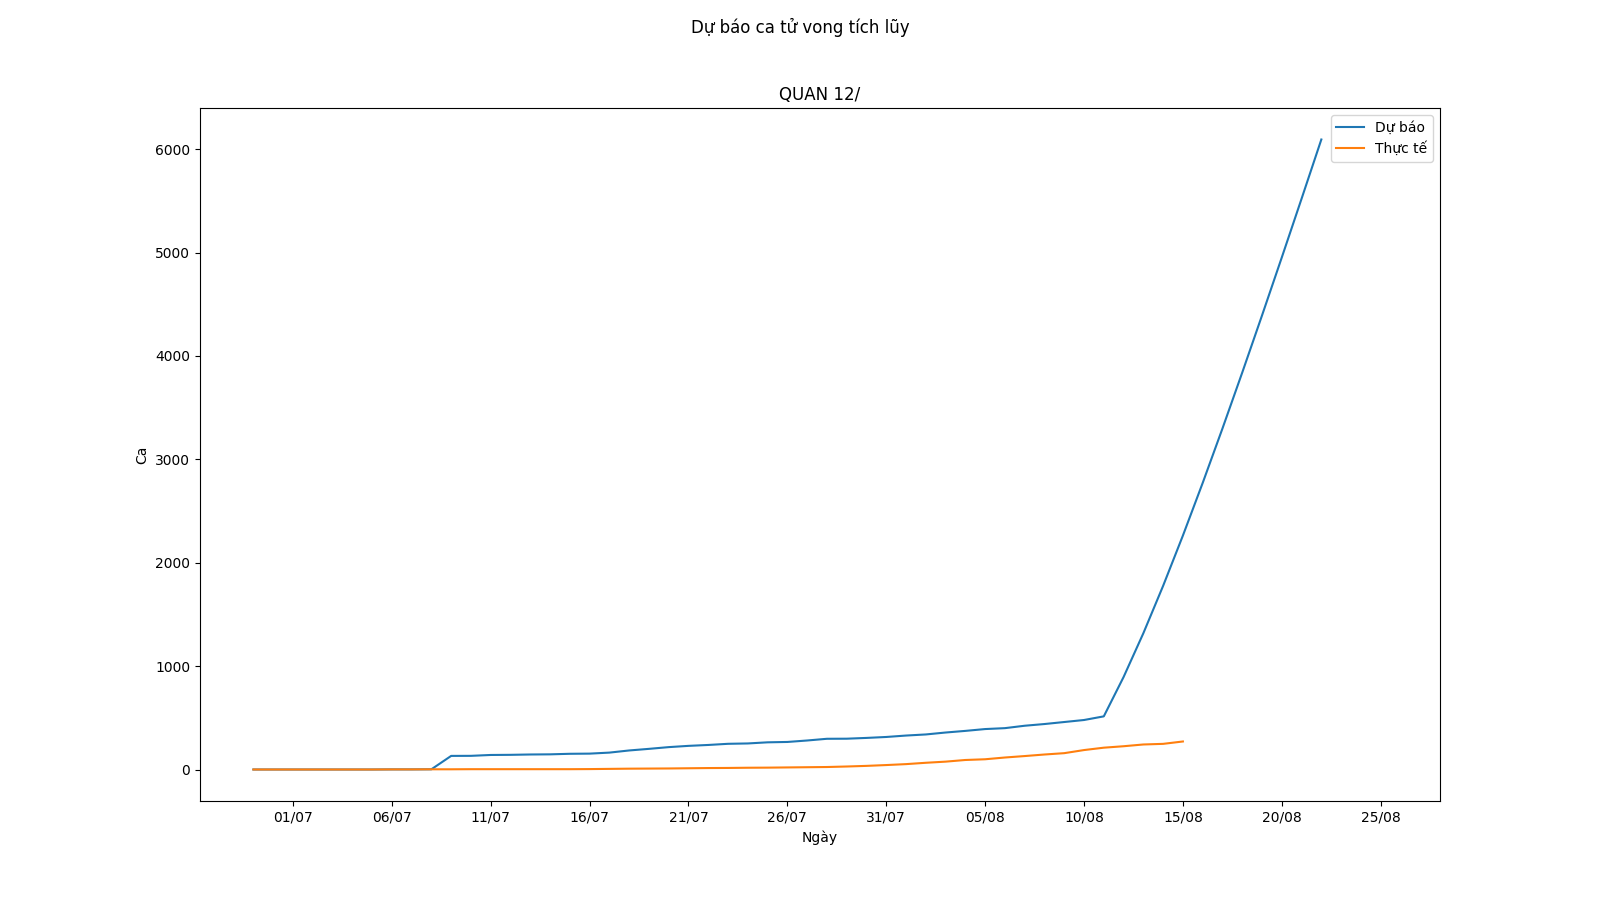 Dự báo ca tử vong tích lũy
QUAN 12/
Dự báo
Thực tế
6000
5000
4000
3000
2000
1000
0
Ca
01/07 06/07 11/07 16/07 21/07 26/07 31/07 05/08 10/08 15/08 20/08 25/08
Ngày